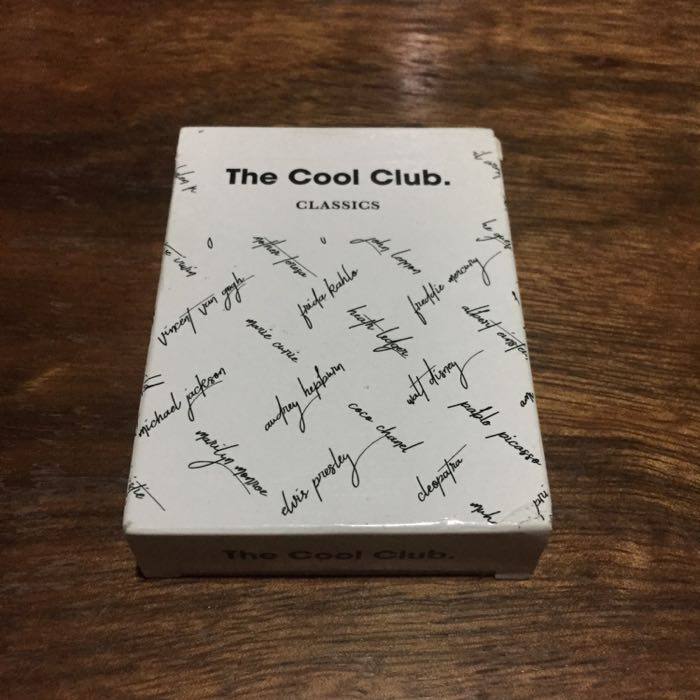 The Cool Club.
CLASSICS
mother teresa
john lennon
vincent van gogh
frida kahlo
freddie mercury
marie curie
heath ledger
albert einstei
michael jackson
audrey hepburn
walt disney
coco chanel
pablo picasso
marilyn monroe
elvis presley
cleopatra
The Cool Club.